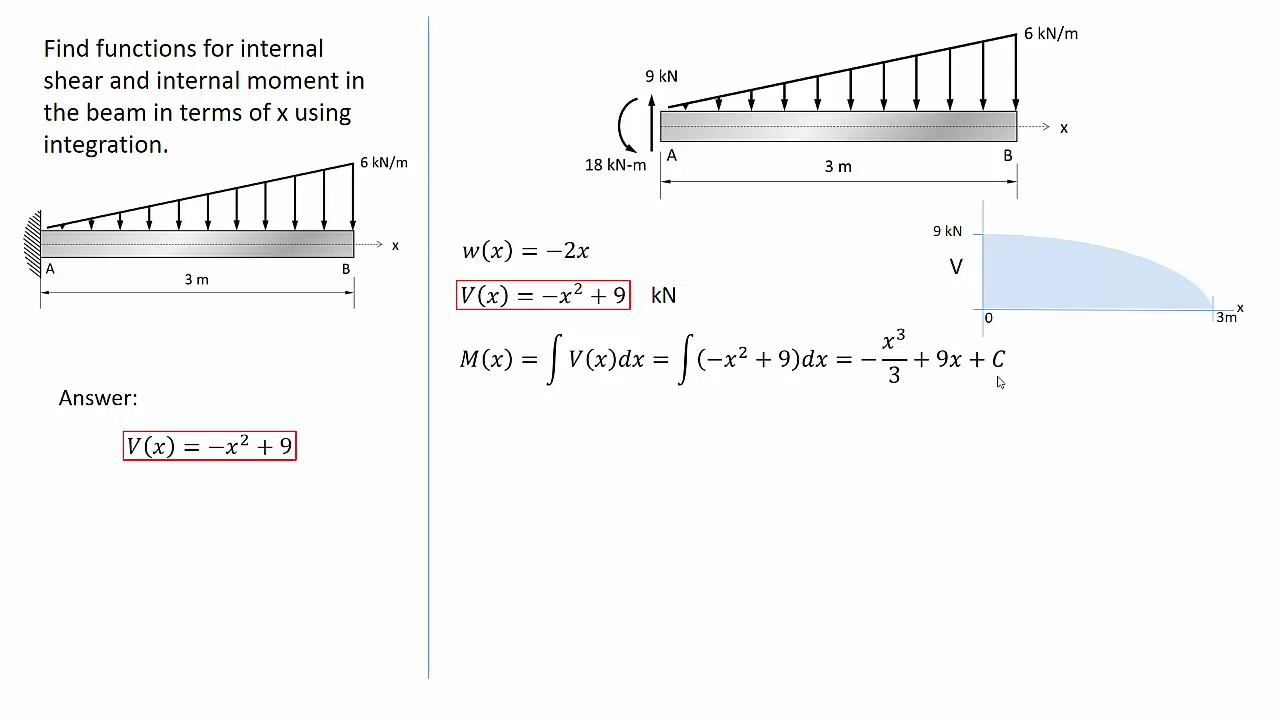 Find functions for internal
shear and internal moment in
the beam in terms of x using
integration.
6 kN/m
x
A
B
3 m
Answer:
V(x) = −x² + 9
6 kN/m
9 kN
18 kN-m
x
A
B
3 m
w(x) = −2x
V(x) = −x² + 9 kN
M(x) = ∫ V(x)dx = ∫ (−x² + 9)dx = − x³/3 + 9x + C
9 kN
V
0
3m
x